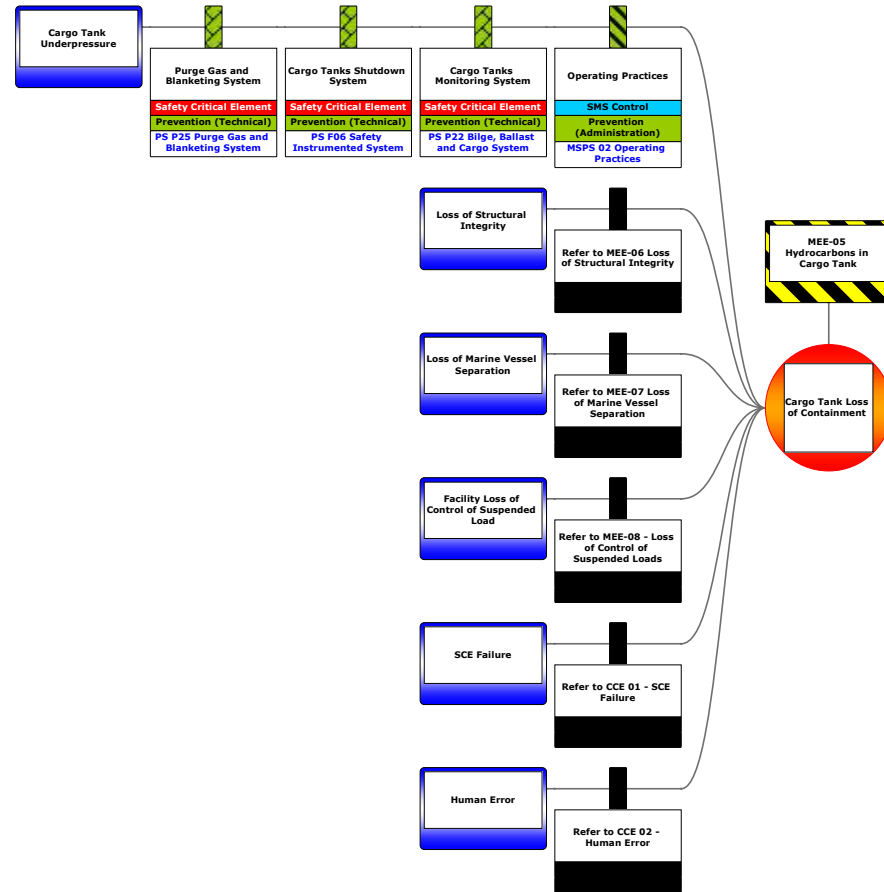 Cargo Tank
Underpressure
Purge Gas and
Blanketing System
Safety Critical Element
Prevention (Technical)
PS P25 Purge Gas and
Blanketing System
Cargo Tanks Shutdown
System
Safety Critical Element
Prevention (Technical)
PS F06 Safety
Instrumented System
Cargo Tanks
Monitoring System
Safety Critical Element
Prevention (Technical)
PS P22 Bilge, Ballast
and Cargo System
Operating Practices
SMS Control
Prevention
(Administration)
MSPS 02 Operating
Practices
Loss of Structural
Integrity
Refer to MEE-06 Loss
of Structural Integrity
MEE-05
Hydrocarbons in
Cargo Tank
Loss of Marine Vessel
Separation
Refer to MEE-07 Loss
of Marine Vessel
Separation
Cargo Tank Loss
of Containment
Facility Loss of
Control of Suspended
Load
Refer to MEE-08 - Loss
of Control of
Suspended Loads
SCE Failure
Refer to CCE 01 - SCE
Failure
Human Error
Refer to CCE 02 -
Human Error